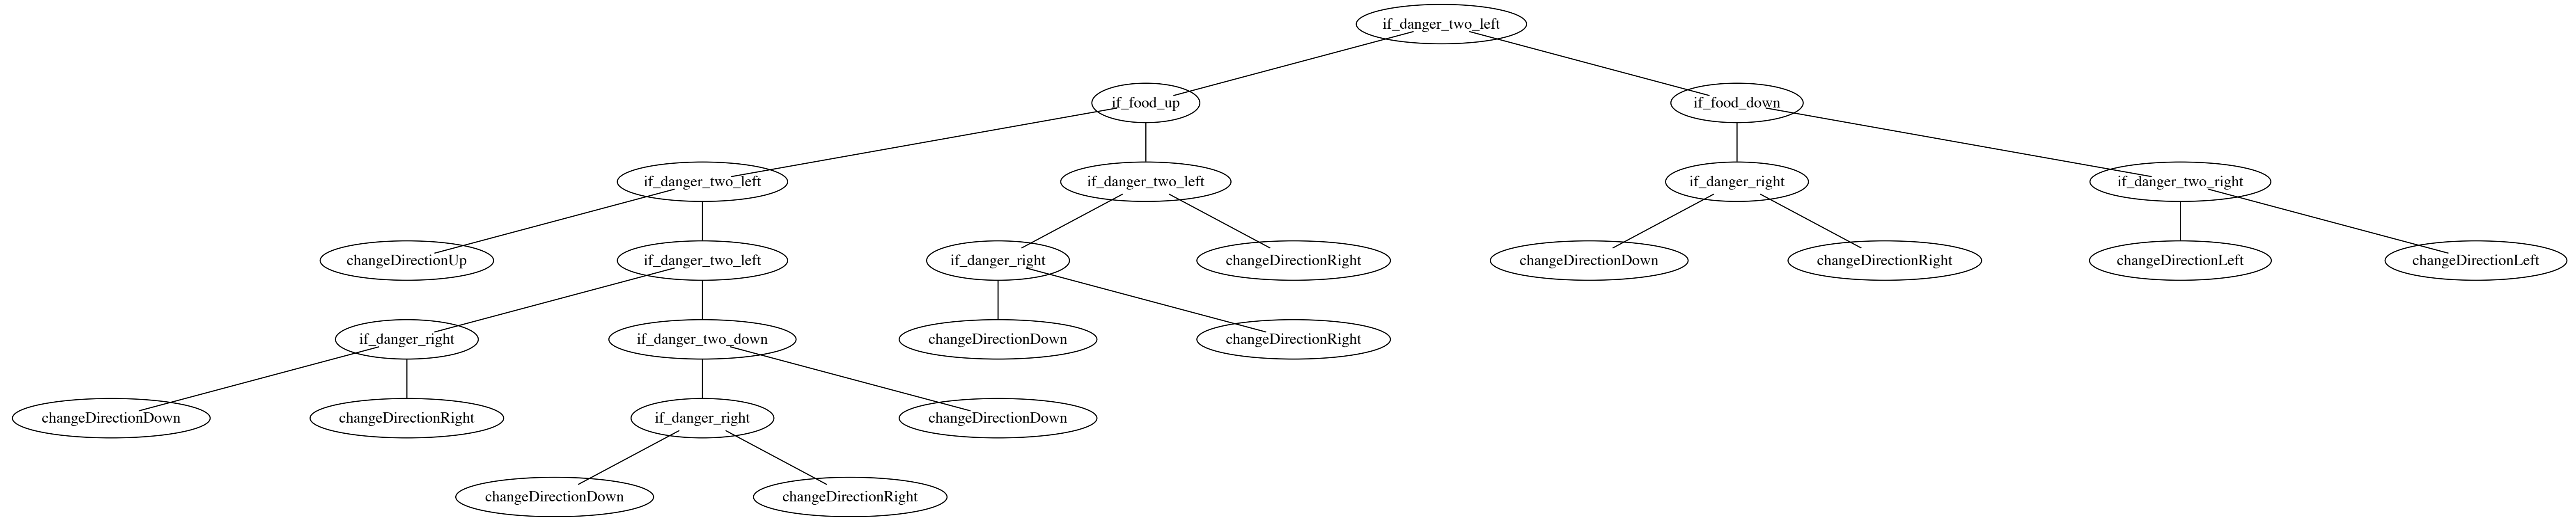 if_danger_two_left
if_food_up
if_food_down
if_danger_two_left
if_danger_two_left
if_danger_right
if_danger_two_right
changeDirectionUp
if_danger_two_left
if_danger_right
changeDirectionRight
changeDirectionDown
changeDirectionRight
changeDirectionLeft
changeDirectionLeft
if_danger_right
if_danger_two_down
changeDirectionDown
changeDirectionRight
changeDirectionDown
changeDirectionRight
if_danger_right
changeDirectionDown
changeDirectionDown
changeDirectionRight